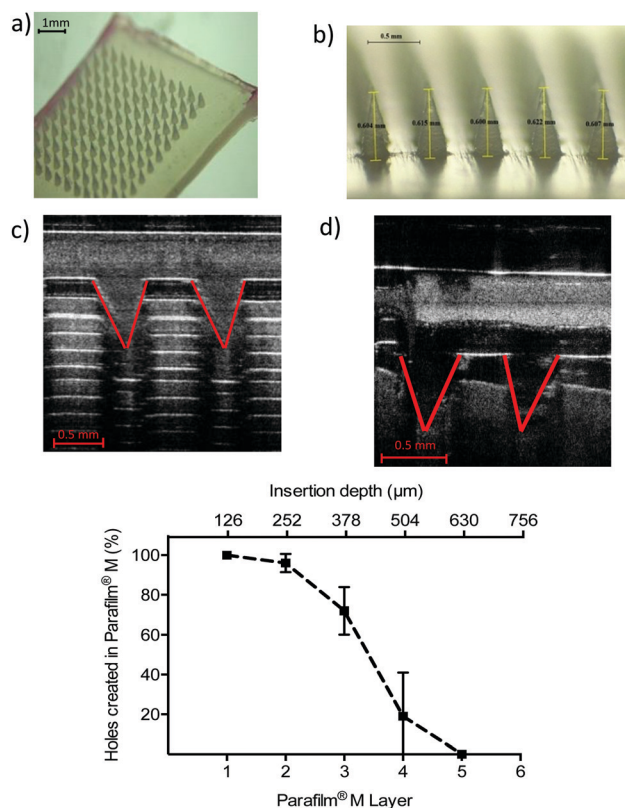 a)
1mm
b)
0.5 mm
0.604 mm
0.615 mm
0.600 mm
0.622 mm
0.607 mm
c)
0.5 mm
d)
0.5 mm
Insertion depth (µm)
126 252 378 504 630 756
Holes created in Parafilm® M (%)
100
80
60
40
20
1 2 3 4 5 6
Parafilm® M Layer